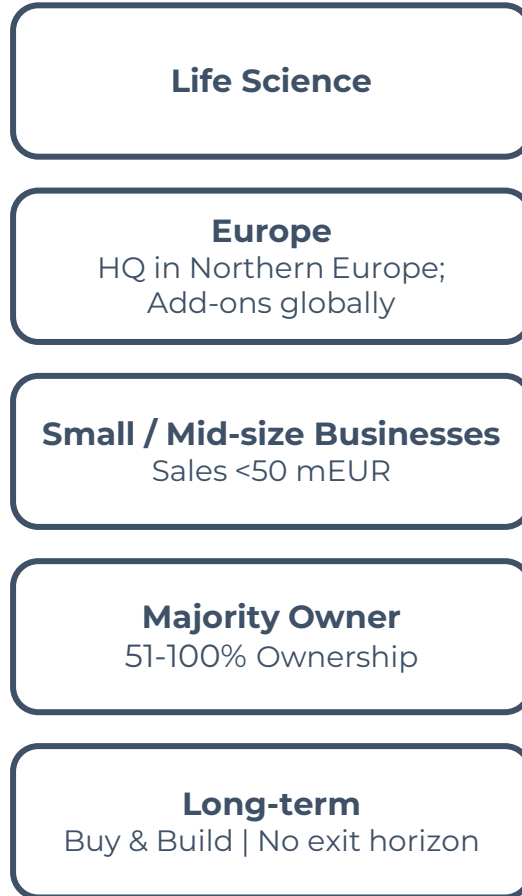 Life Science
Europe
HQ in Northern Europe;
Add-ons globally
Small / Mid-size Businesses
Sales <50 mEUR
Majority Owner
51-100% Ownership
Long-term
Buy & Build | No exit horizon